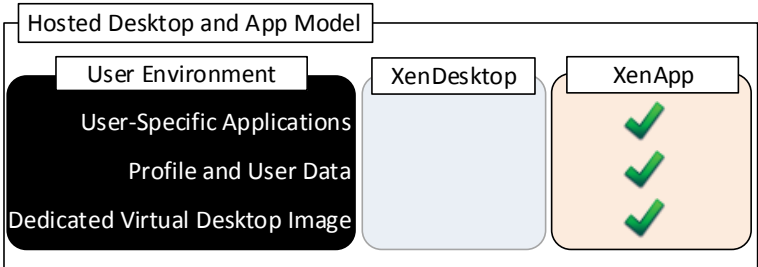 Hosted Desktop and App Model
User Environment
XenDesktop
XenApp
User-Specific Applications
Profile and User Data
Dedicated Virtual Desktop Image